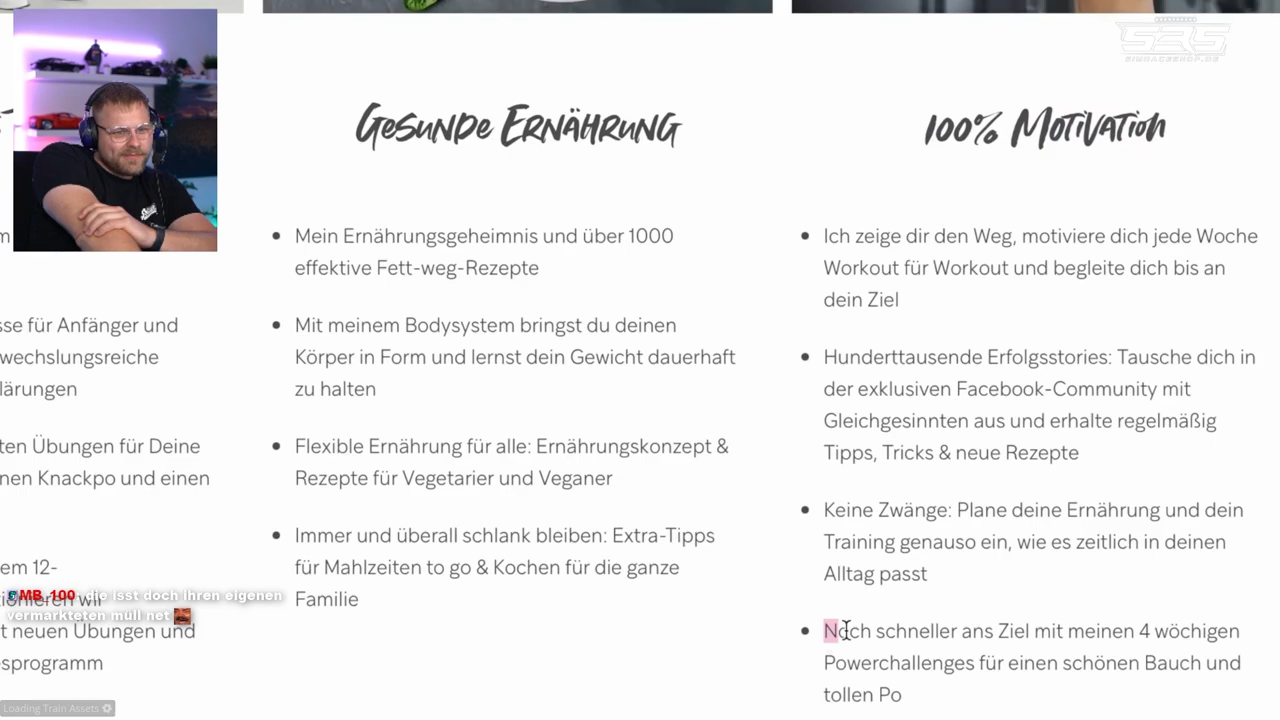 SRS
SIMRACESHOP.DE
GESUNDE ERNÄHRUNG
100% MOTIVATION
Mein Ernährungsgeheimnis und über 1000
effektive Fett-weg-Rezepte
Mit meinem Bodysystem bringst du deinen
Körper in Form und lernst dein Gewicht dauerhaft
zu halten
Flexible Ernährung für alle: Ernährungskonzept &
Rezepte für Vegetarier und Veganer
Immer und überall schlank bleiben: Extra-Tipps
für Mahlzeiten to go & Kochen für die ganze
Familie
Ich zeige dir den Weg, motiviere dich jede Woche
Workout für Workout und begleite dich bis an
dein Ziel
Hunderttausende Erfolgsstories: Tausche dich in
der exklusiven Facebook-Community mit
Gleichgesinnten aus und erhalte regelmäßig
Tipps, Tricks & neue Rezepte
Keine Zwänge: Plane deine Ernährung und dein
Training genauso ein, wie es zeitlich in deinen
Alltag passt
Noch schneller ans Ziel mit meinen 4 wöchigen
Powerchallenges für einen schönen Bauch und
tollen Po
sse für Anfänger und
wechslungsreiche
lärungen
ten Übungen für Deine
nen Knackpo und einen
em 12-
tionieren wir
t neuen Übungen und
sprogramm
MB_100: die isst doch ihren eigenen
vermarkteten müll net
Loading Train Assets